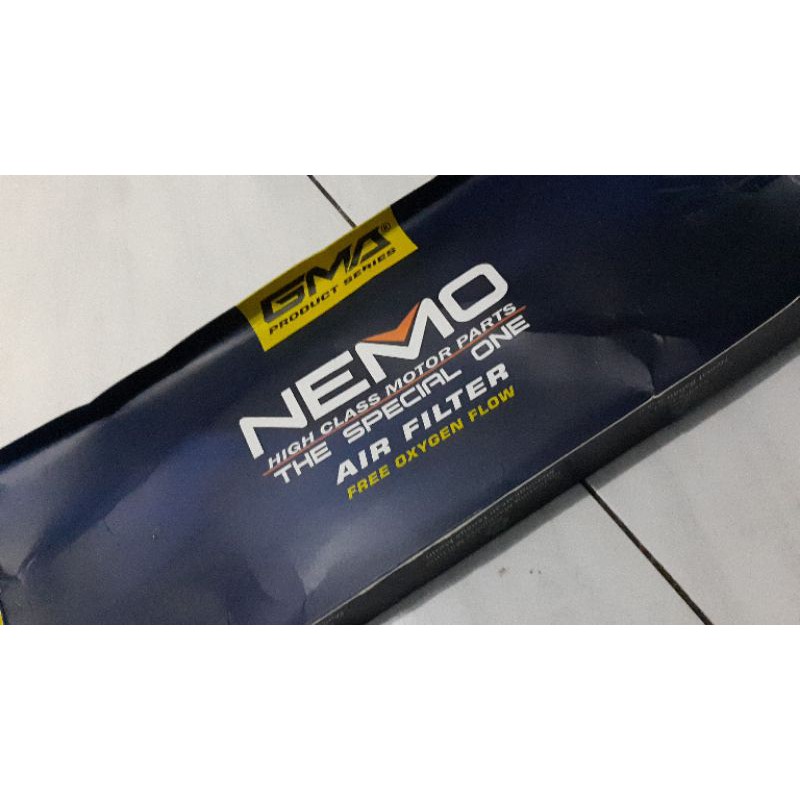 GMA®
PRODUCT SERIES
NEMO
HIGH CLASS MOTOR PARTS
THE SPECIAL ONE
AIR FILTER
FREE OXYGEN FLOW